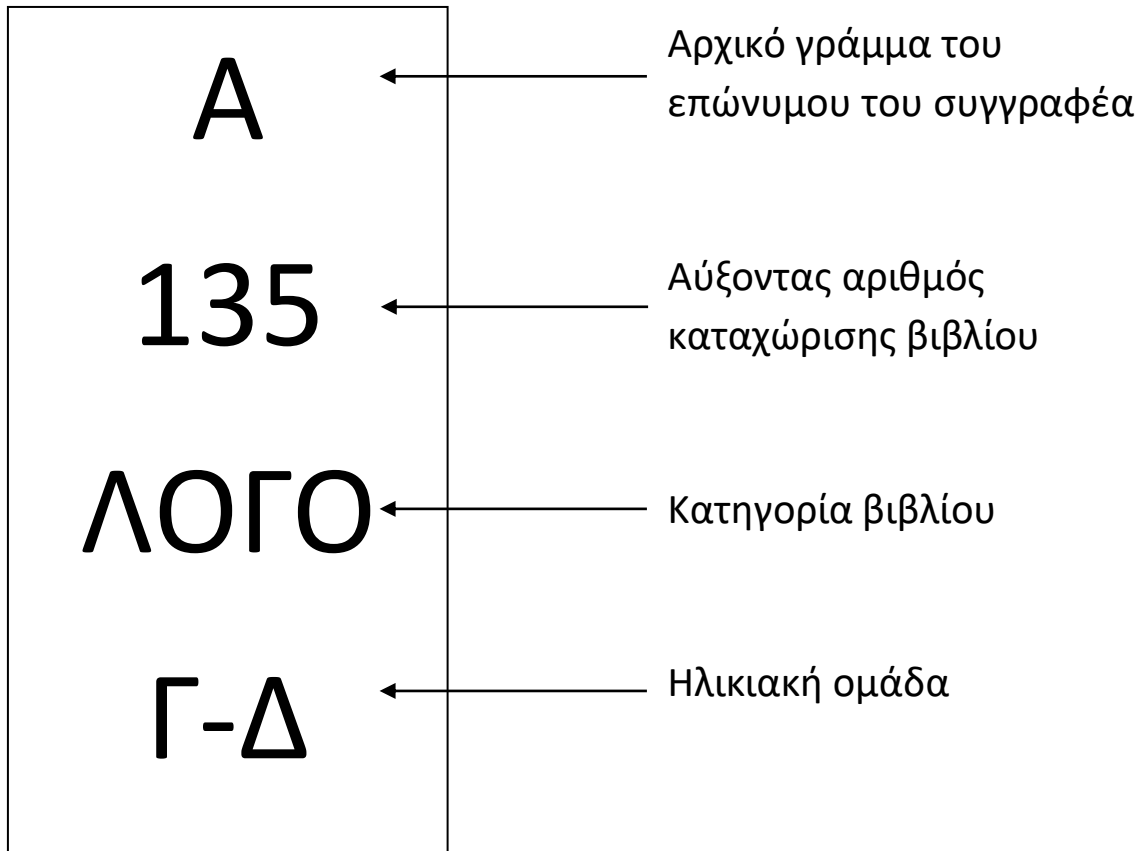 Α
Αρχικό γράμμα του
επώνυμου του συγγραφέα
135
Αύξοντας αριθμός
καταχώρισης βιβλίου
ΛΟΓΟ
Κατηγορία βιβλίου
Γ-Δ
Ηλικιακή ομάδα